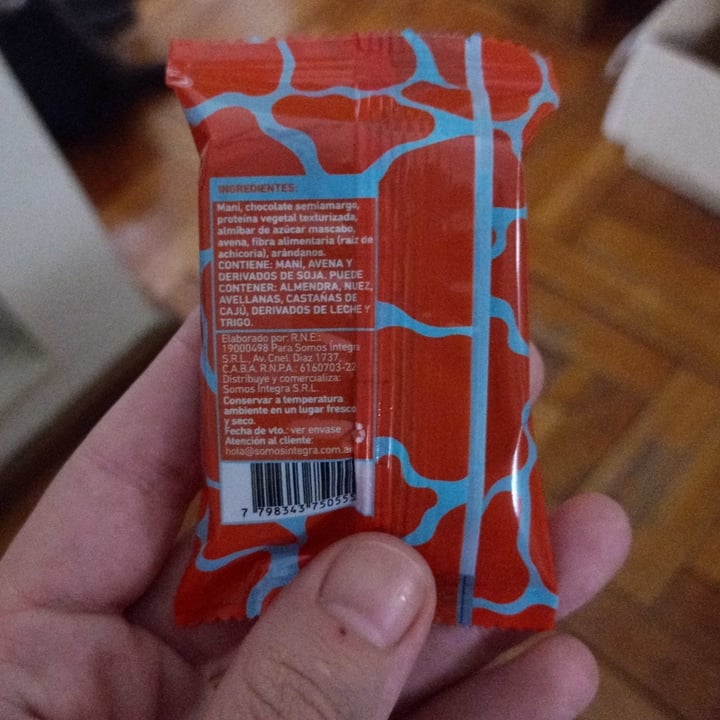 INGREDIENTES:
Maní, chocolate semiamargo,
proteína vegetal texturizada,
almíbar de azúcar mascabo,
avena, fibra alimentaria (raíz de
achicoria), arándanos.
CONTIENE: MANÍ, AVENA Y
DERIVADOS DE SOJA. PUEDE
CONTENER: ALMENDRA, NUEZ,
AVELLANAS, CASTAÑAS DE
CAJÚ, DERIVADOS DE LECHE Y
TRIGO.
Elaborado por: R.N.E.:
19000498 Para Somos Integra
S.R.L., Av. Cnel. Díaz 1737,
C.A.B.A. R.N.P.A.: 6160703-22
Distribuye y comercializa:
Somos Integra S.R.L.
Conservar a temperatura
ambiente en un lugar fresco
y seco.
Fecha de vto.: ver envase
Atención al cliente:
hola@somosintegra.com.ar
7 798343 750555